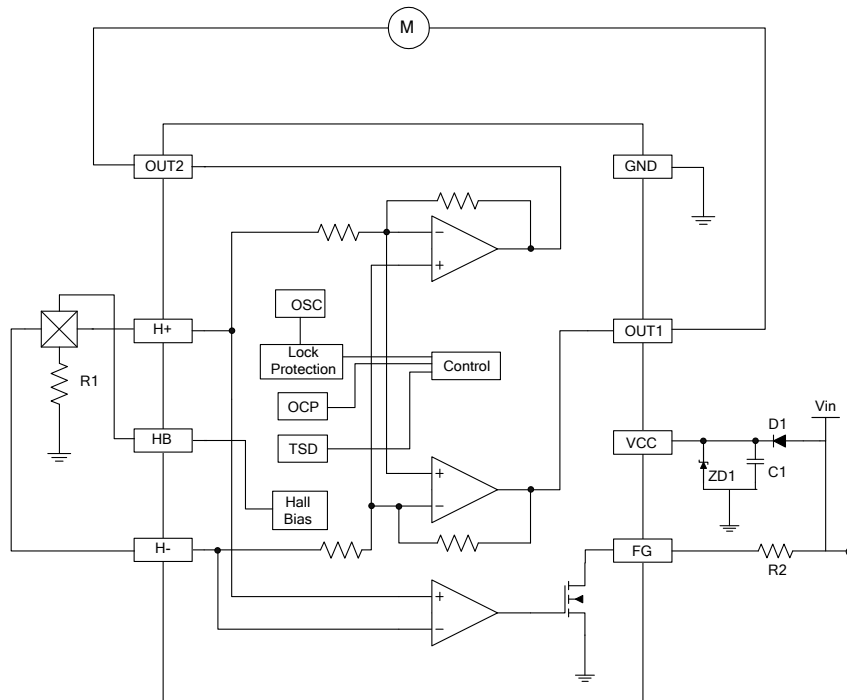 M
OUT2
GND
−
+
OSC
H+
OUT1
Lock
Protection
Control
R1
OCP
Vin
D1
HB
TSD
VCC
+
ZD1
C1
Hall
Bias
−
H-
FG
R2
+
−